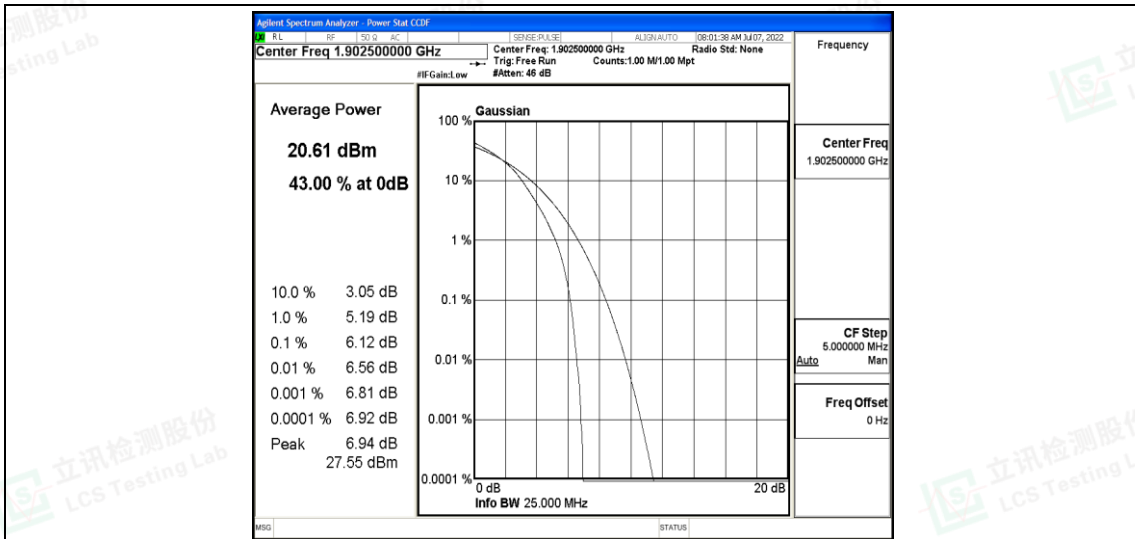 Agilent Spectrum Analyzer - Power Stat CCDF
RL RF 50 Ω AC SENSE:PULSE ALIGNAUTO 08:01:38 AM Jul 07, 2022
Center Freq 1.902500000 GHz
Center Freq: 1.902500000 GHz Radio Std: None
Trig: Free Run Counts:1.00 M/1.00 Mpt
#IFGain:Low #Atten: 46 dB
Frequency
Average Power
20.61 dBm
43.00 % at 0dB
10.0 % 3.05 dB
1.0 % 5.19 dB
0.1 % 6.12 dB
0.01 % 6.56 dB
0.001 % 6.81 dB
0.0001 % 6.92 dB
Peak 6.94 dB
27.55 dBm
Gaussian
100 %
10 %
1 %
0.1 %
0.01 %
0.001 %
0.0001 %
0 dB 20 dB
Info BW 25.000 MHz
Center Freq
1.902500000 GHz
CF Step
5.000000 MHz
Auto Man
Freq Offset
0 Hz
MSG STATUS
立讯检测股份
LCS Testing Lab
立讯检测股份
LCS Testing L